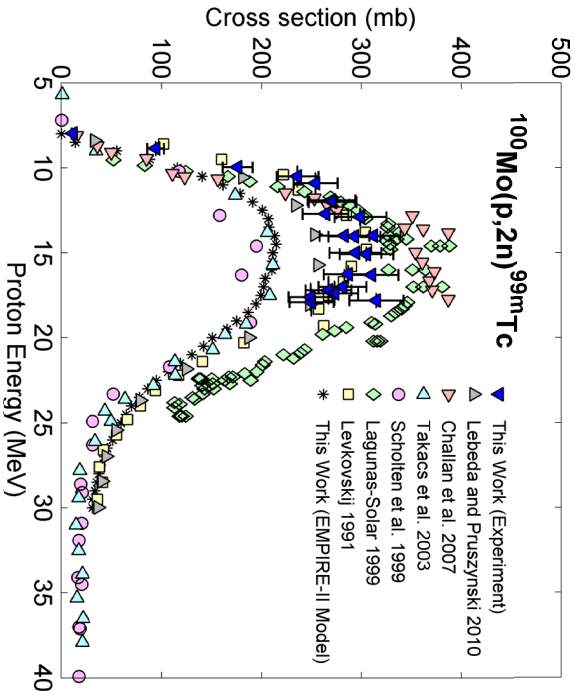 ¹⁰⁰Mo(p,2n)⁹⁹ᵐTc
Cross section (mb)
500
400
300
200
100
0
5
10
15
20
25
30
35
40
Proton Energy (MeV)
This Work (Experiment)
Lebeda and Pruszynski 2010
Challan et al. 2007
Takacs et al. 2003
Scholten et al. 1999
Lagunas-Solar 1999
Levkovskij 1991
This Work (EMPIRE-II Model)